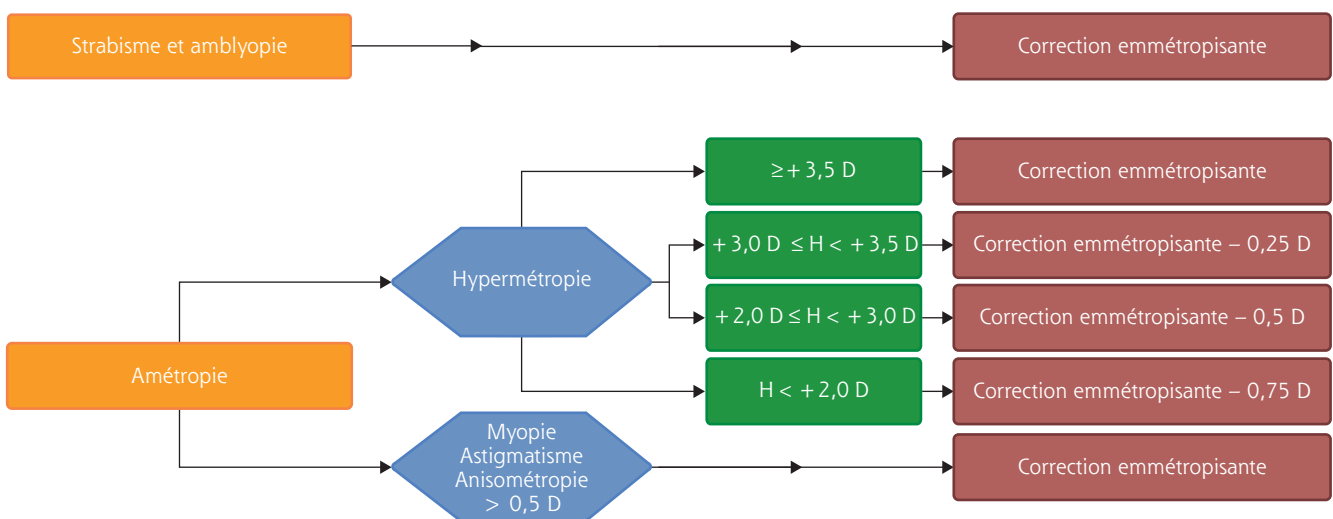 Strabisme et amblyopie
Correction emmétropisante
≥ + 3,5 D
Correction emmétropisante
+ 3,0 D ≤ H < + 3,5 D
Correction emmétropisante – 0,25 D
Hypermétropie
+ 2,0 D ≤ H < + 3,0 D
Correction emmétropisante – 0,5 D
Amétropie
H < + 2,0 D
Correction emmétropisante – 0,75 D
Myopie
Astigmatisme
Anisométropie
> 0,5 D
Correction emmétropisante